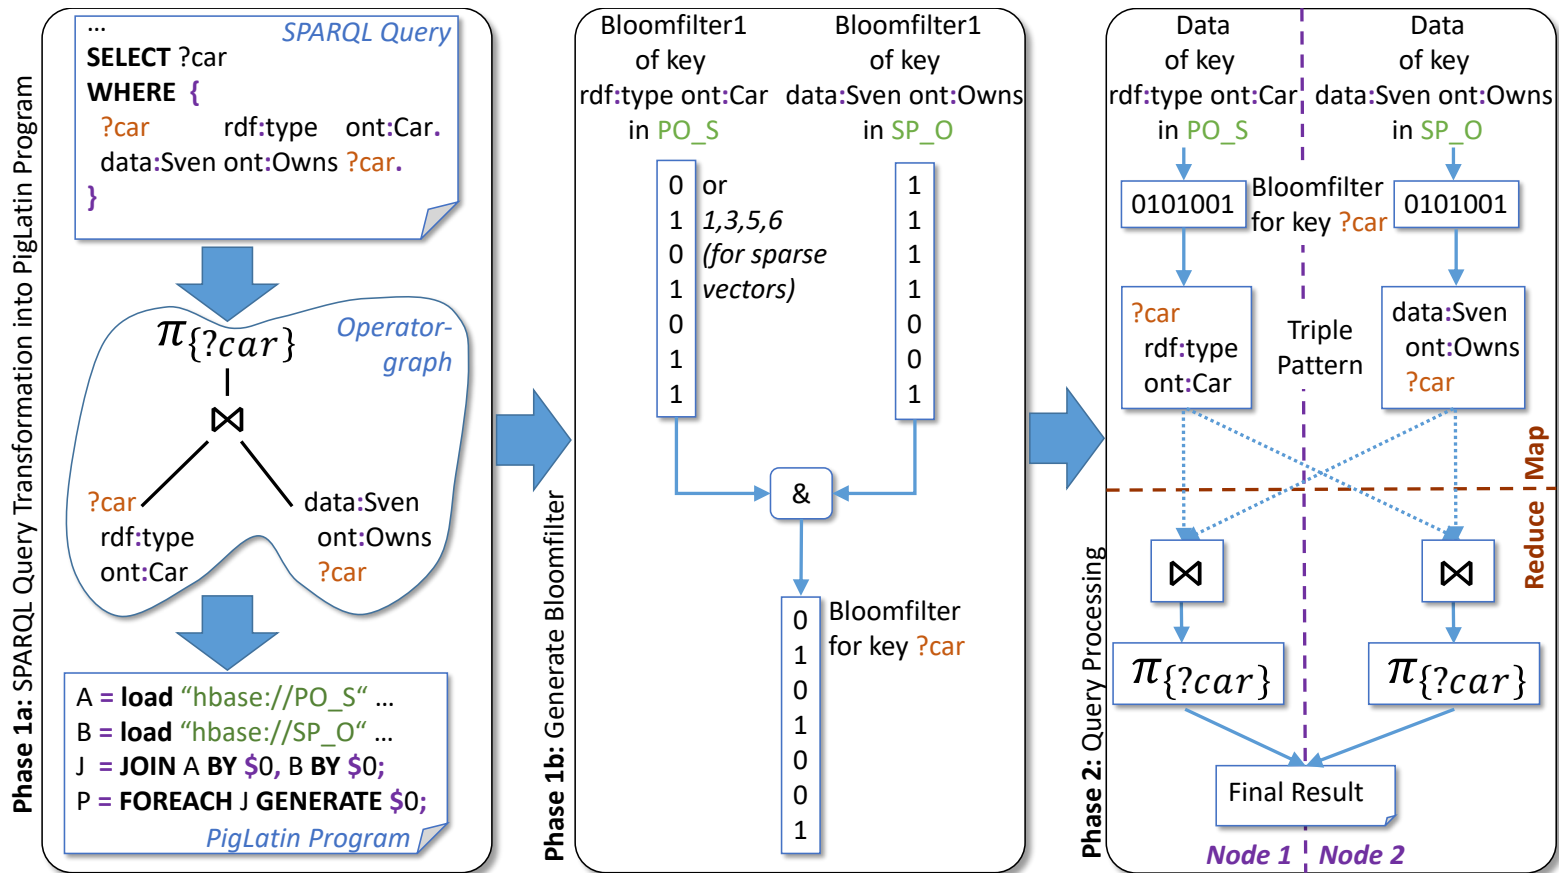 Phase 1a: SPARQL Query Transformation into PigLatin Program
...
SPARQL Query
SELECT ?car
WHERE {
?car rdf:type ont:Car.
data:Sven ont:Owns ?car.
}
Operator-
graph
π{?car}
⋈
?car
rdf:type
ont:Car
data:Sven
ont:Owns
?car
A = load “hbase://PO_S“ ...
B = load “hbase://SP_O“ ...
J = JOIN A BY $0, B BY $0;
P = FOREACH J GENERATE $0;
PigLatin Program
Phase 1b: Generate Bloomfilter
Bloomfilter1
of key
rdf:type ont:Car
in PO_S
Bloomfilter1
of key
data:Sven ont:Owns
in SP_O
0
1
0
1
0
1
1
or
1,3,5,6
(for sparse
vectors)
1
1
1
1
0
0
1
&
0
1
0
1
0
0
1
Bloomfilter
for key ?car
Phase 2: Query Processing
Data
of key
rdf:type ont:Car
in PO_S
Data
of key
data:Sven ont:Owns
in SP_O
0101001
Bloomfilter
for key ?car
0101001
?car
rdf:type
ont:Car
Triple
Pattern
data:Sven
ont:Owns
?car
Map
Reduce
⋈
⋈
π{?car}
π{?car}
Final Result
Node 1
Node 2